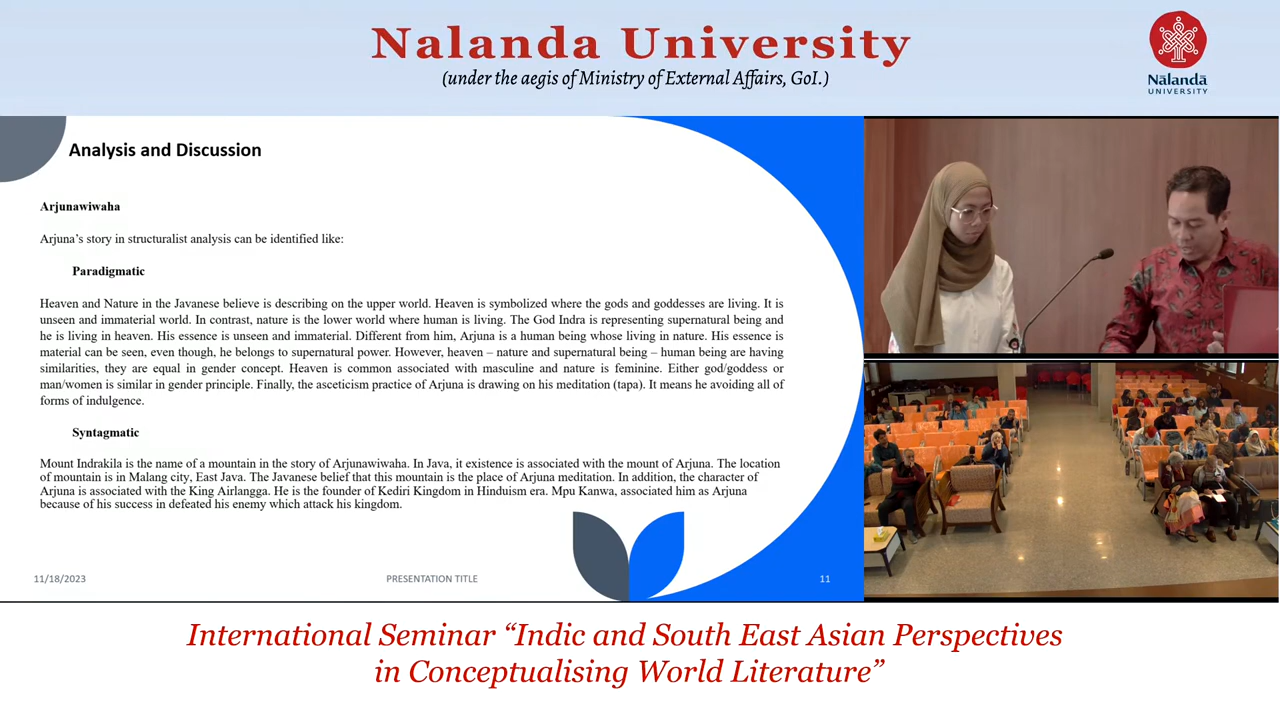 Nalanda University
(under the aegis of Ministry of External Affairs, GoI.)
Nālandā
UNIVERSITY
Analysis and Discussion
Arjunawiwaha
Arjuna's story in structuralist analysis can be identified like:
Paradigmatic
Heaven and Nature in the Javanese believe is describing on the upper world. Heaven is symbolized where the gods and goddesses are living. It is
unseen and immaterial world. In contrast, nature is the lower world where human is living. The God Indra is representing supernatural being and
he is living in heaven. His essence is unseen and immaterial. Different from him, Arjuna is a human being whose living in nature. His essence is
material can be seen, even though, he belongs to supernatural power. However, heaven – nature and supernatural being – human being are having
similarities, they are equal in gender concept. Heaven is common associated with masculine and nature is feminine. Either god/goddess or
man/women is similar in gender principle. Finally, the asceticism practice of Arjuna is drawing on his meditation (tapa). It means he avoiding all of
forms of indulgence.
Syntagmatic
Mount Indrakila is the name of a mountain in the story of Arjunawiwaha. In Java, it existence is associated with the mount of Arjuna. The location
of mountain is in Malang city, East Java. The Javanese belief that this mountain is the place of Arjuna meditation. In addition, the character of
Arjuna is associated with the King Airlangga. He is the founder of Kediri Kingdom in Hinduism era. Mpu Kanwa, associated him as Arjuna
because of his success in defeated his enemy which attack his kingdom.
11/18/2023
PRESENTATION TITLE
11
International Seminar “Indic and South East Asian Perspectives
in Conceptualising World Literature”